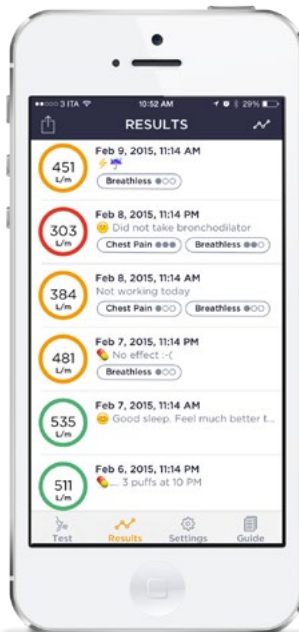 3 ITA 10:52 AM 29%
RESULTS
451 L/m
Feb 9, 2015, 11:14 AM
⚡☔
Breathless
303 L/m
Feb 8, 2015, 11:14 PM
Did not take bronchodilator
Chest Pain Breathless
384 L/m
Feb 8, 2015, 11:14 AM
Not working today
Chest Pain Breathless
481 L/m
Feb 7, 2015, 11:14 PM
💊 No effect :-(
Breathless
535 L/m
Feb 7, 2015, 11:14 AM
Good sleep. Feel much better t...
511 L/m
Feb 6, 2015, 11:14 PM
💊... 3 puffs at 10 PM
Test Results Settings Guide